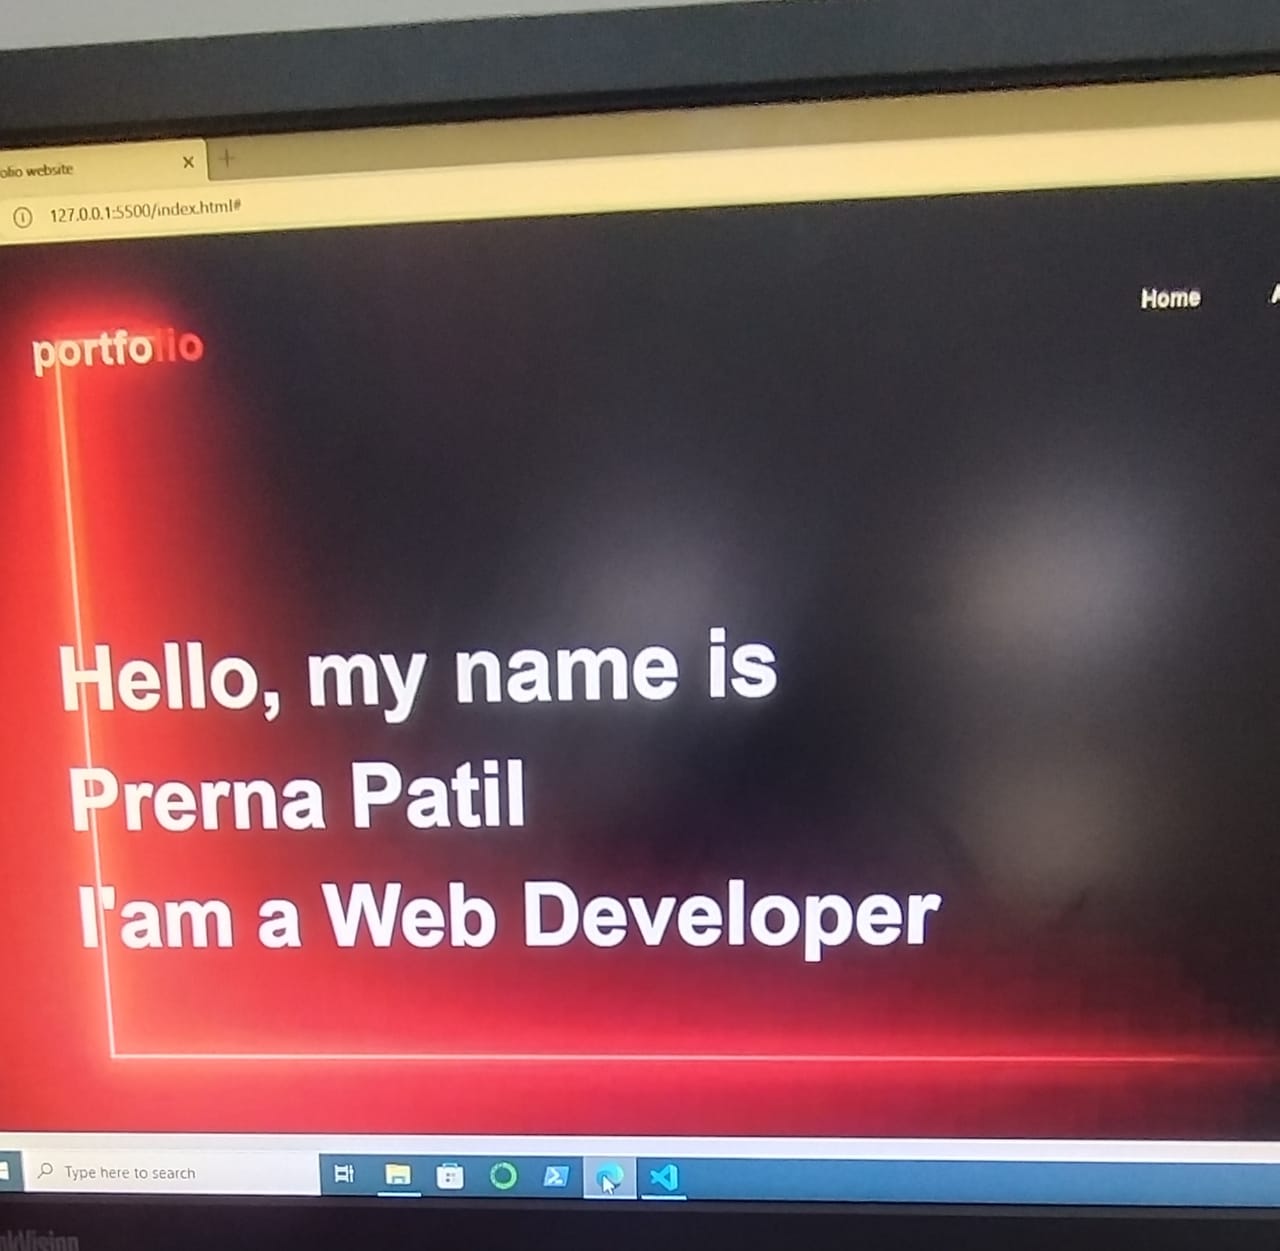 olio website
127.0.0.1:5500/index.html#
Home
portfolio
Hello, my name is
Prerna Patil
I'am a Web Developer
Type here to search